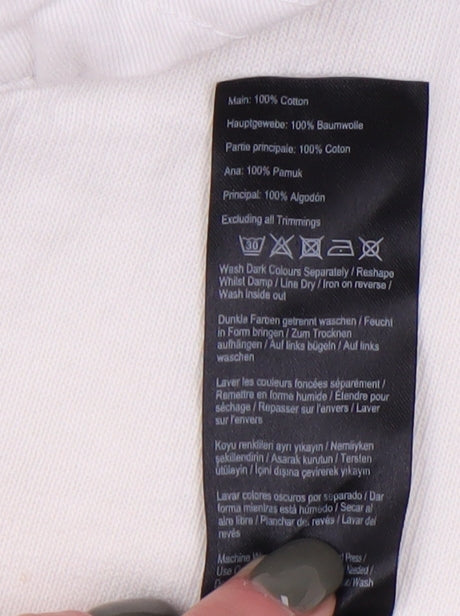 Main: 100% Cotton
Hauptgewebe: 100% Baumwolle
Partie principale: 100% Coton
Ana: 100% Pamuk
Principal: 100% Algodón
Excluding all Trimmings
30
Wash Dark Colours Separately / Reshape
Whilst Damp / Line Dry / Iron on reverse /
Wash inside out
Dunkle Farben getrennt waschen / Feucht
in Form bringen / Zum Trocknen
aufhängen / Auf links bügeln / Auf links
waschen
Laver les couleurs foncées séparément /
Remettre en forme humide / Étendre pour
séchage / Repasser sur l'envers / Laver
sur l'envers
Koyu renklileri ayrı yıkayın / Nemliyken
şekillendirin / Asarak kurutun / Tersten
ütüleyin / İçini dışına çevirerek yıkayın
Lavar colores oscuros por separado / Dar
forma mientras está húmedo / Secar al
aire libre / Planchar del revés / Lavar del
revés
Machine Press /
Use Needed /
/ Wash